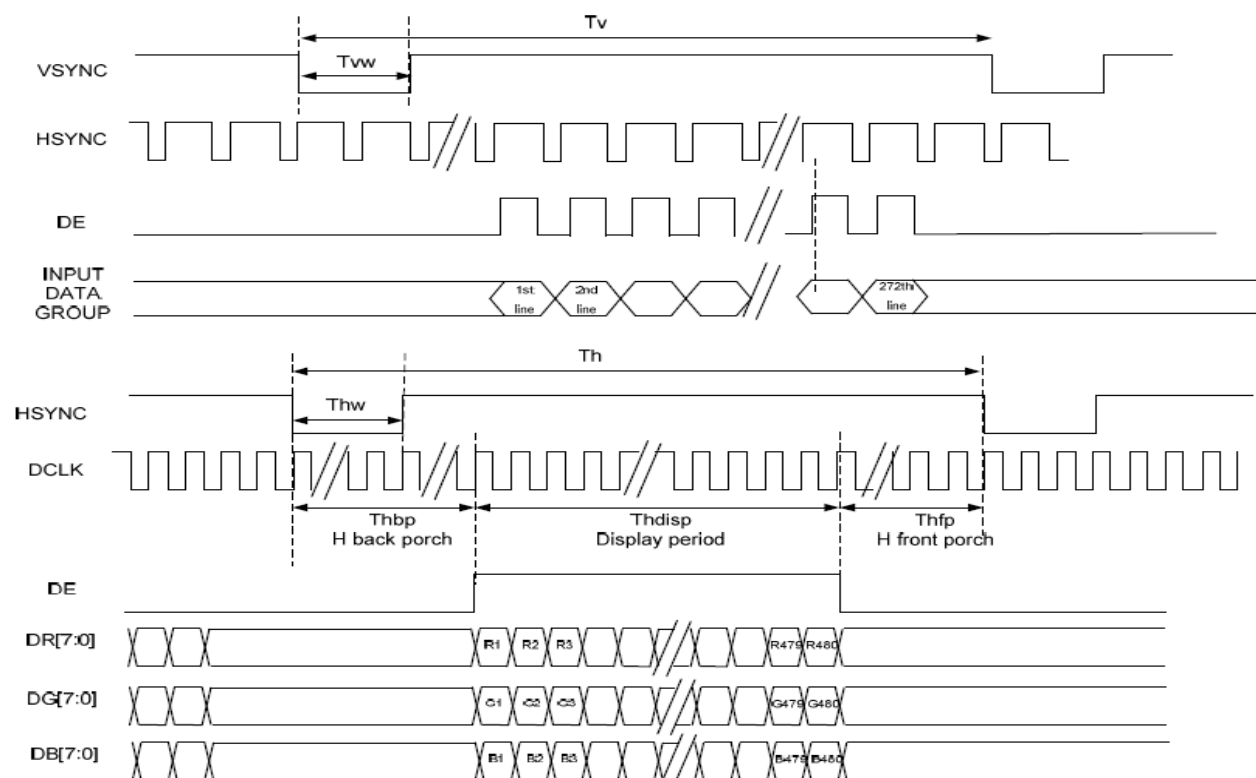 Tv
VSYNC
Tvw
HSYNC
DE
INPUT
DATA
GROUP
1st
line
2nd
line
272th
line
Th
HSYNC
Thw
DCLK
Thbp
H back porch
Thdisp
Display period
Thfp
H front porch
DE
DR[7:0]
R1 R2 R3 R479 R480
DG[7:0]
G1 G2 G3 G479 G480
DB[7:0]
B1 B2 B3 B479 B480